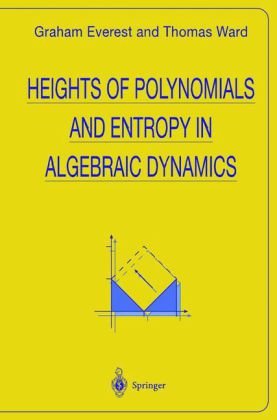 Graham Everest and Thomas Ward
HEIGHTS OF POLYNOMIALS
AND ENTROPY IN
ALGEBRAIC DYNAMICS
Springer